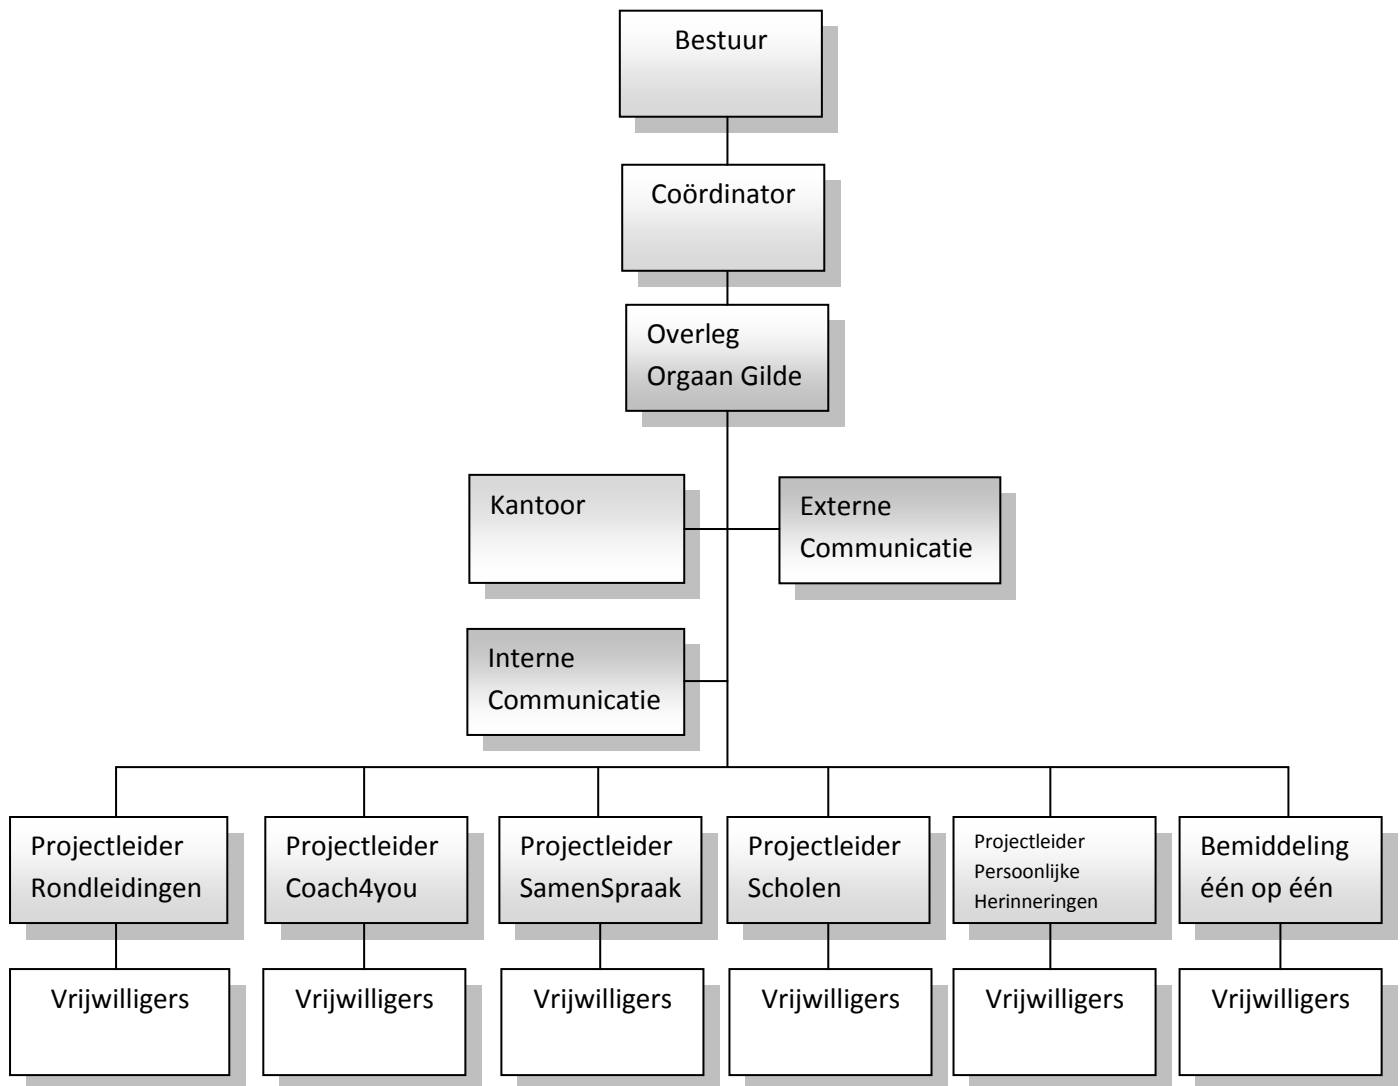 Bestuur
Coördinator
Overleg
Orgaan Gilde
Kantoor
Externe
Communicatie
Interne
Communicatie
Projectleider
Rondleidingen
Projectleider
Coach4you
Projectleider
SamenSpraak
Projectleider
Scholen
Projectleider
Persoonlijke
Herinneringen
Bemiddeling
één op één
Vrijwilligers
Vrijwilligers
Vrijwilligers
Vrijwilligers
Vrijwilligers
Vrijwilligers